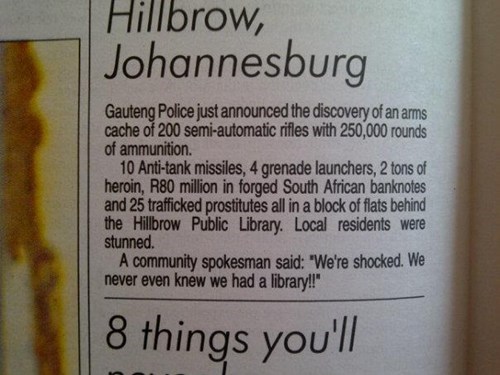 Hillbrow,
Johannesburg
Gauteng Police just announced the discovery of an arms
cache of 200 semi-automatic rifles with 250,000 rounds
of ammunition.
10 Anti-tank missiles, 4 grenade launchers, 2 tons of
heroin, R80 million in forged South African banknotes
and 25 trafficked prostitutes all in a block of flats behind
the Hillbrow Public Library. Local residents were
stunned.
A community spokesman said: "We're shocked. We
never even knew we had a library!!"
8 things you'll